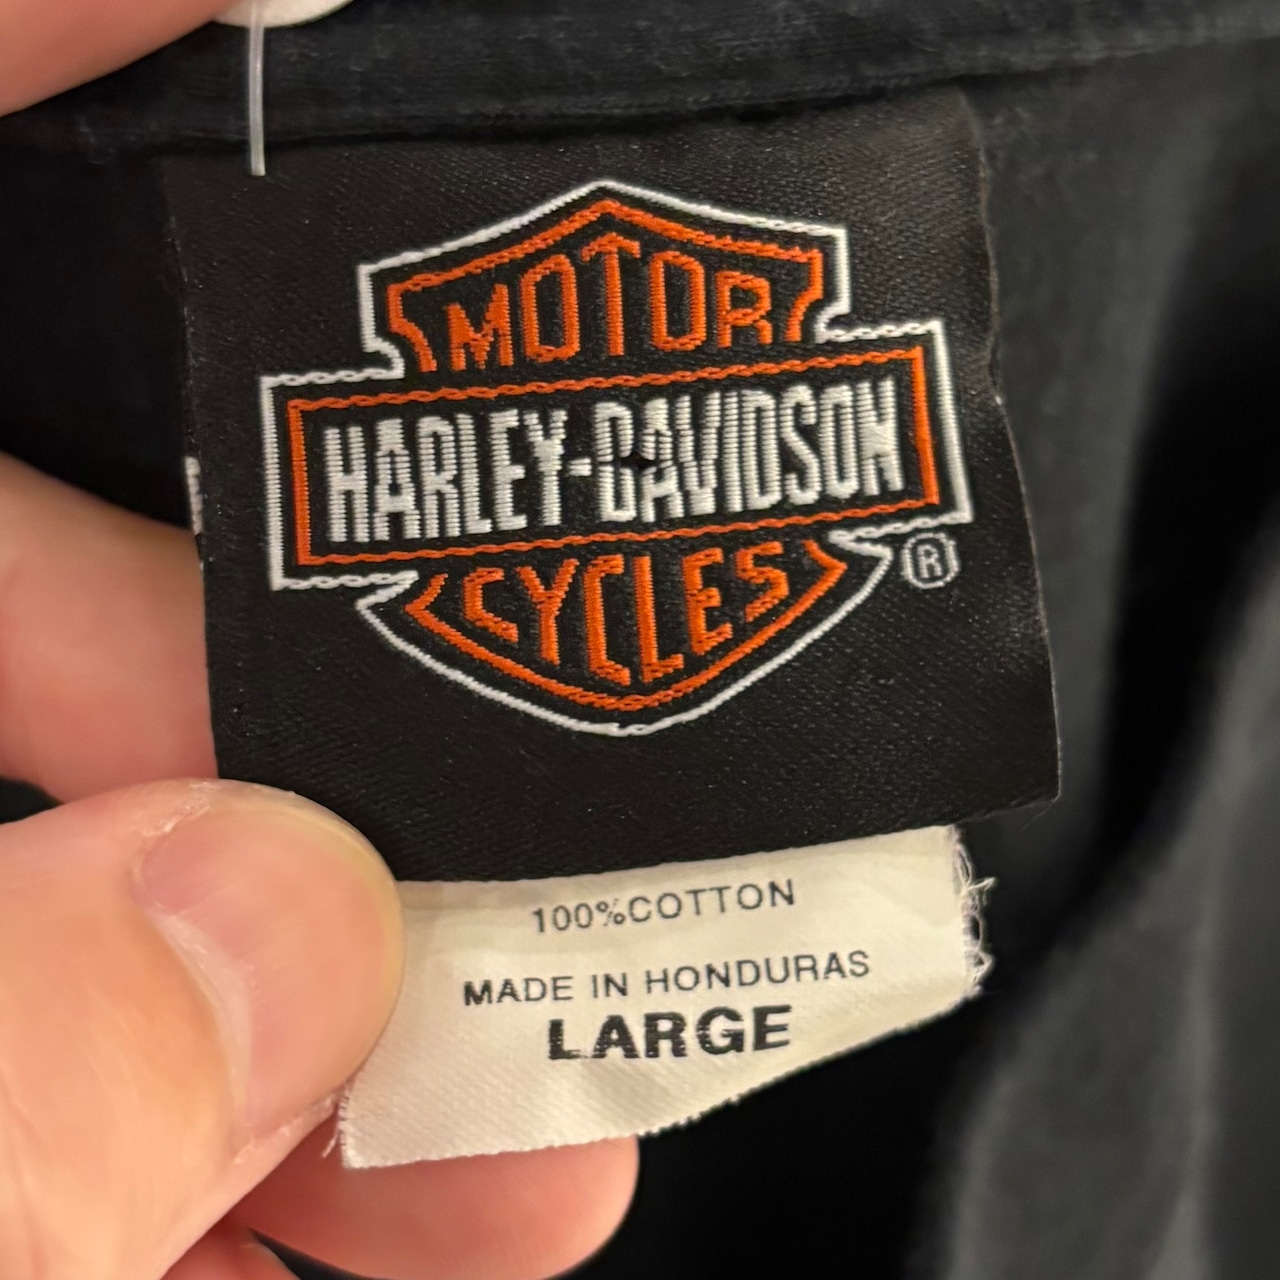 MOTOR
HARLEY-DAVIDSON
CYCLES
®
100%COTTON
MADE IN HONDURAS
LARGE